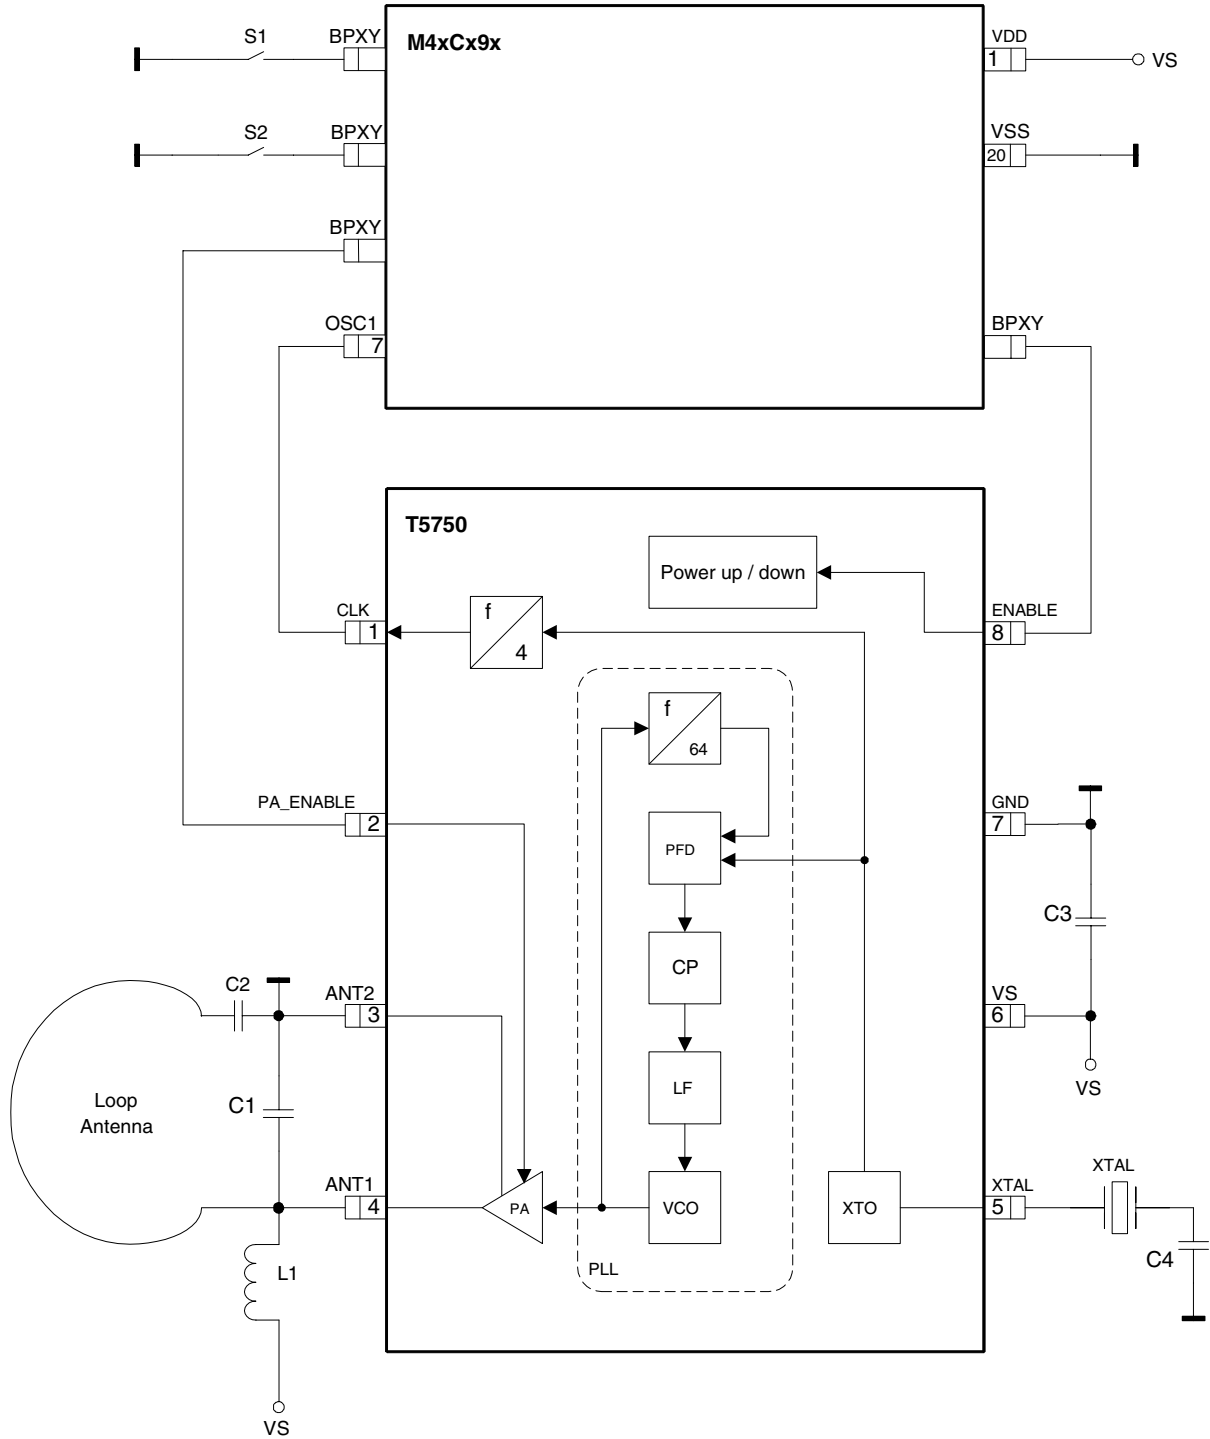 S1
BPXY
M4xCx9x
VDD
1
VS
S2
BPXY
VSS
20
BPXY
OSC1
7
BPXY
T5750
Power up / down
CLK
1
f
4
ENABLE
8
f
64
PA_ENABLE
2
GND
7
PFD
C3
CP
C2
ANT2
3
VS
6
Loop
Antenna
C1
LF
VS
ANT1
4
PA
VCO
XTO
XTAL
5
XTAL
C4
PLL
L1
VS